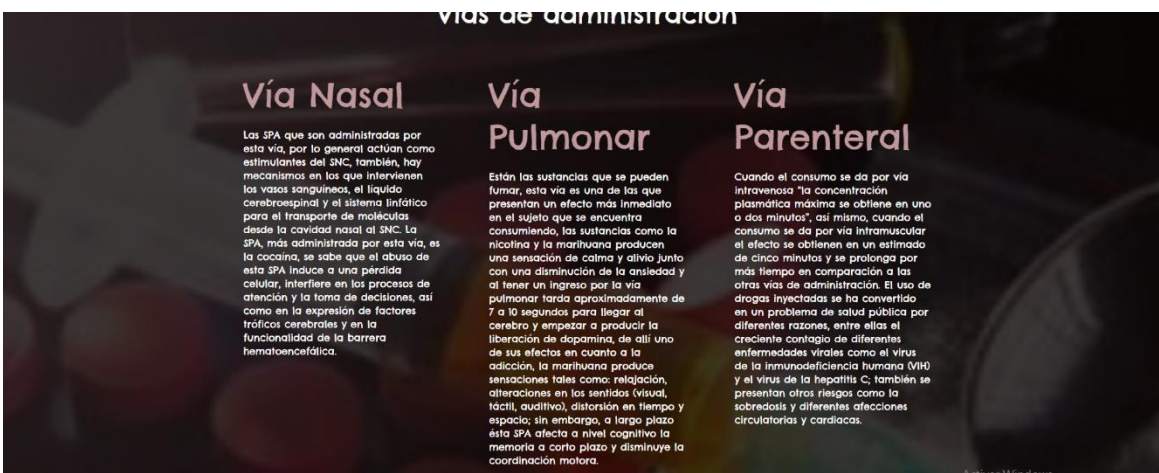 Vías de administración
Vía Nasal
Las SPA que son administradas por
esta vía, por lo general actúan como
estimulantes del SNC, también, hay
mecanismos en los que intervienen
los vasos sanguíneos, el líquido
cerebroespinal y el sistema linfático
para el transporte de moléculas
desde la cavidad nasal al SNC. La
SPA, más administrada por esta vía, es
la cocaína, se sabe que el abuso de
esta SPA induce a una pérdida
celular, interfiere en los procesos de
atención y la toma de decisiones, así
como en la expresión de factores
tróficos cerebrales y en la
funcionalidad de la barrera
hematoencefálica.
Vía
Pulmonar
Están las sustancias que se pueden
fumar, esta vía es una de las que
presentan un efecto más inmediato
en el sujeto que se encuentra
consumiendo, las sustancias como la
nicotina y la marihuana producen
una sensación de calma y alivio junto
con una disminución de la ansiedad y
al tener un ingreso por la vía
pulmonar tarda aproximadamente de
7 a 10 segundos para llegar al
cerebro y empezar a producir la
liberación de dopamina, de allí uno
de sus efectos en cuanto a la
adicción, la marihuana produce
sensaciones tales como: relajación,
alteraciones en los sentidos (visual,
táctil, auditivo), distorsión en tiempo y
espacio; sin embargo, a largo plazo
ésta SPA afecta a nivel cognitivo la
memoria a corto plazo y disminuye la
coordinación motora.
Vía
Parenteral
Cuando el consumo se da por vía
intravenosa "la concentración
plasmática máxima se obtiene en uno
o dos minutos", así mismo, cuando el
consumo se da por vía intramuscular
el efecto se obtienen en un estimado
de cinco minutos y se prolonga por
más tiempo en comparación a las
otras vías de administración. El uso de
drogas inyectadas se ha convertido
en un problema de salud pública por
diferentes razones, entre ellas el
creciente contagio de diferentes
enfermedades virales como el virus
de la inmunodeficiencia humana (VIH)
y el virus de la hepatitis C; también se
presentan otros riesgos como la
sobredosis y diferentes afecciones
circulatorias y cardiacas.